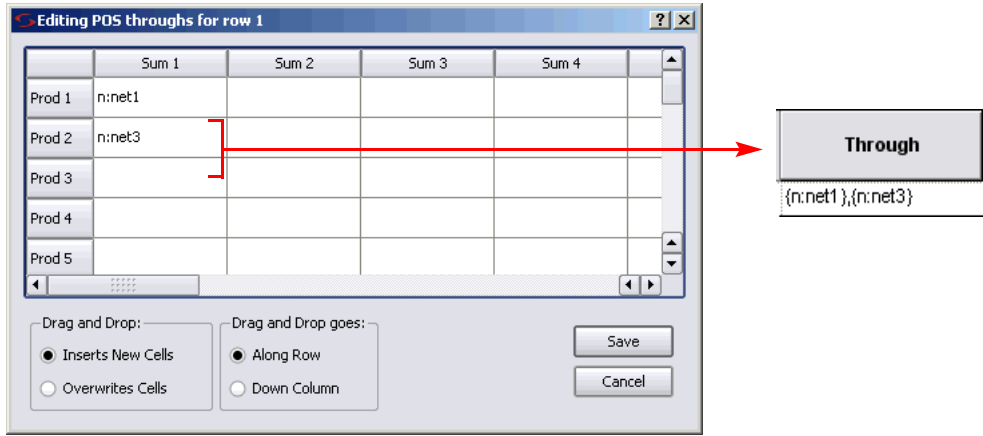 Editing POS throughs for row 1
Sum 1 Sum 2 Sum 3 Sum 4
Prod 1 n:net1
Prod 2 n:net3
Prod 3
Prod 4
Prod 5
Through
{n:net1},{n:net3}
Drag and Drop: Drag and Drop goes:
Inserts New Cells Along Row Save
Overwrites Cells Down Column Cancel